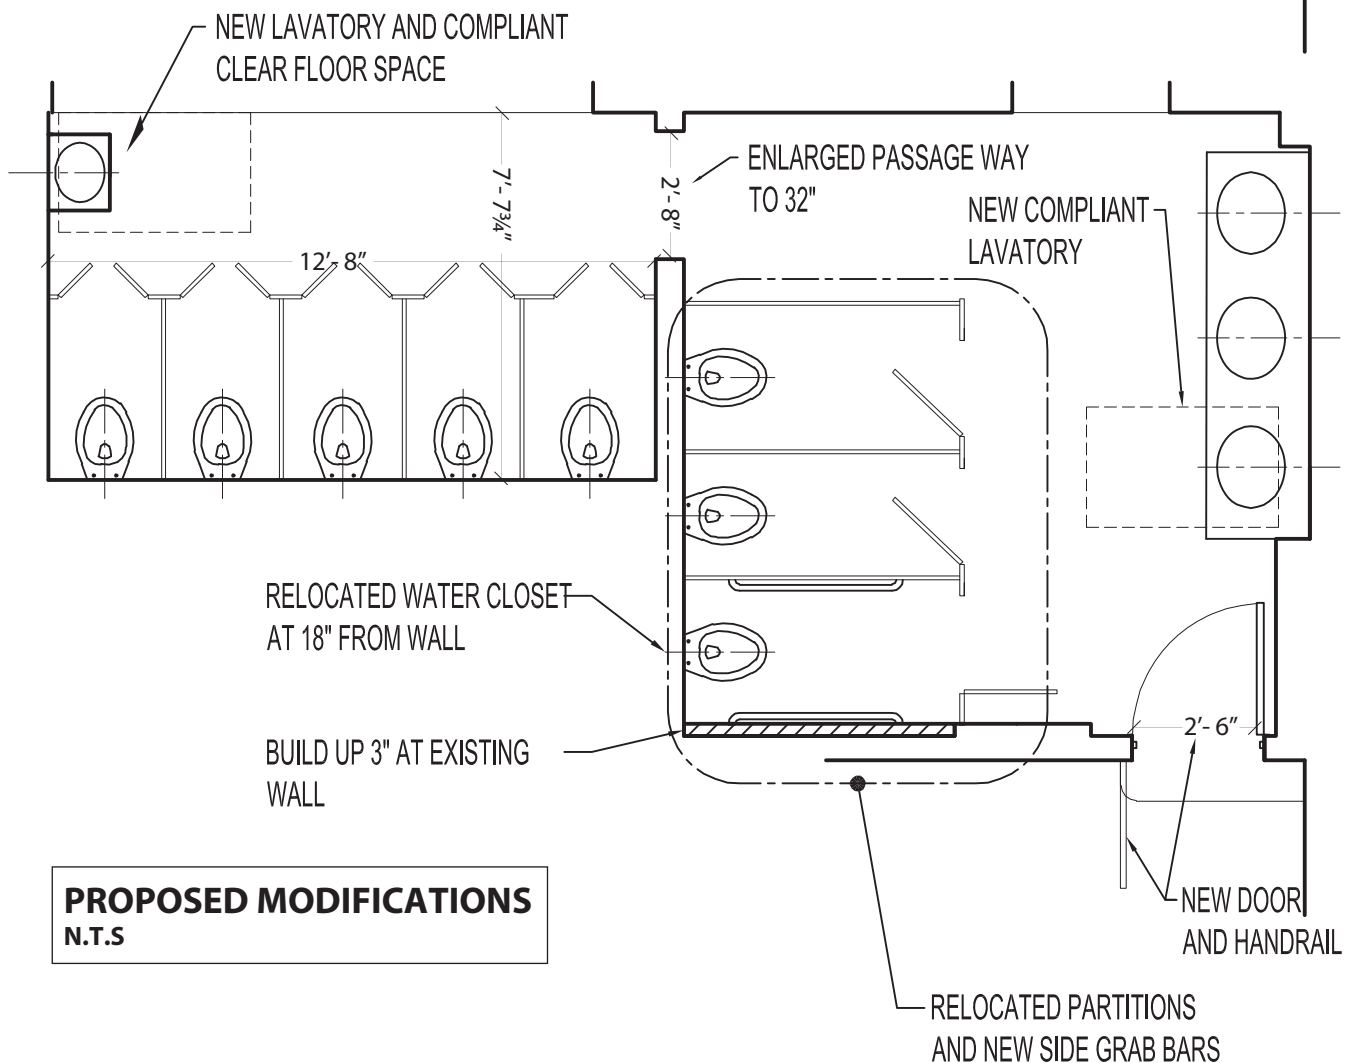 NEW LAVATORY AND COMPLIANT
CLEAR FLOOR SPACE
7'- 7¾"
2'- 8"
ENLARGED PASSAGE WAY
TO 32"
NEW COMPLIANT
LAVATORY
12'- 8"
RELOCATED WATER CLOSET
AT 18" FROM WALL
BUILD UP 3" AT EXISTING
WALL
2'- 6"
PROPOSED MODIFICATIONS
N.T.S
NEW DOOR
AND HANDRAIL
RELOCATED PARTITIONS
AND NEW SIDE GRAB BARS